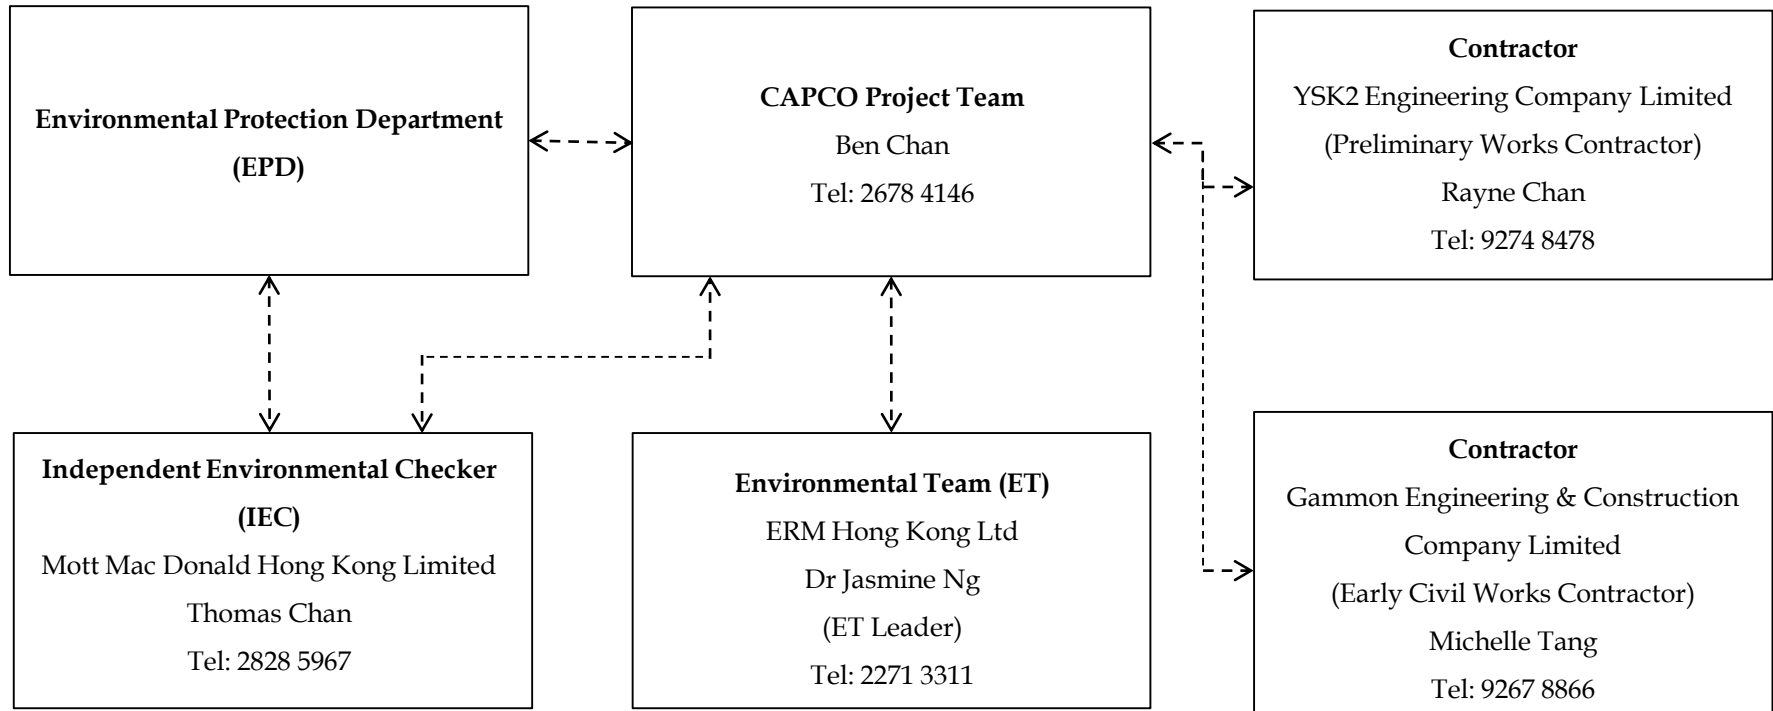 Environmental Protection Department
(EPD)
CAPCO Project Team
Ben Chan
Tel: 2678 4146
Contractor
YSK2 Engineering Company Limited
(Preliminary Works Contractor)
Rayne Chan
Tel: 9274 8478
Independent Environmental Checker
(IEC)
Mott Mac Donald Hong Kong Limited
Thomas Chan
Tel: 2828 5967
Environmental Team (ET)
ERM Hong Kong Ltd
Dr Jasmine Ng
(ET Leader)
Tel: 2271 3311
Contractor
Gammon Engineering & Construction
Company Limited
(Early Civil Works Contractor)
Michelle Tang
Tel: 9267 8866